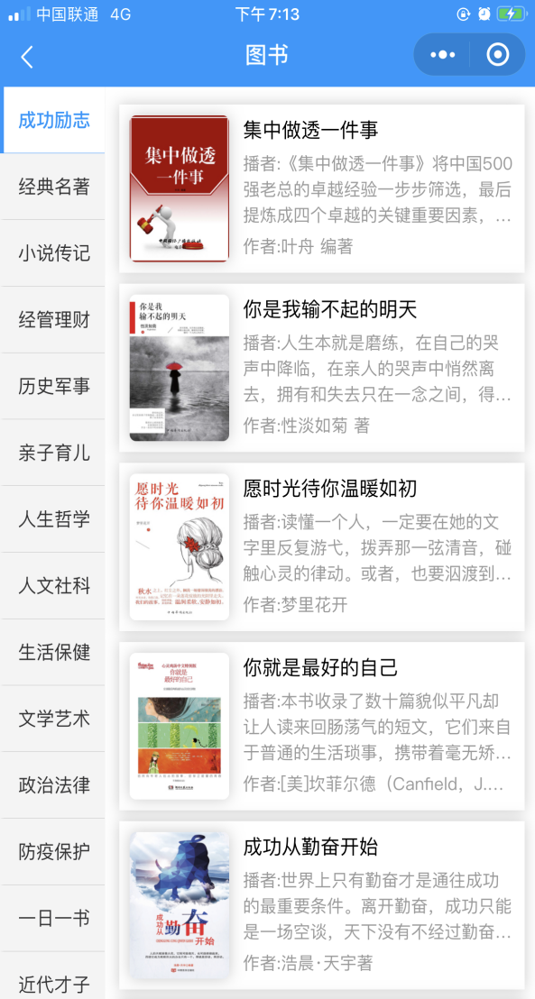 中国联通 4G
下午7:13
图书
成功励志
经典名著
小说传记
经管理财
历史军事
亲子育儿
人生哲学
人文社科
生活保健
文学艺术
政治法律
防疫保护
一日一书
近代才子
集中做透
一件事
集中做透一件事
播者:《集中做透一件事》将中国500
强老总的卓越经验一步步筛选，最后
提炼成四个卓越的关键重要因素，...
作者:叶舟 编著
你是我
输不起的明天
性淡如菊
你是我输不起的明天
播者:人生本就是磨练，在自己的哭
声中降临，在亲人的哭声中悄然离
去，拥有和失去只在一念之间，得...
作者:性淡如菊 著
愿时光
待你温暖如初
秋水
温润柔软,安静如初。
愿时光待你温暖如初
播者:读懂一个人，一定要在她的文
字里反复游弋，拨弄那一弦清音，碰
触心灵的律动。或者，也要泅渡到...
作者:梦里花开
你就是
最好的自己
你就是最好的自己
播者:本书收录了数十篇貌似平凡却
让人读来回肠荡气的短文，它们来自
于普通的生活琐事，携带着毫无矫...
作者:[美]坎菲尔德（Canfield，J....
成功从
勤奋
开始
成功从勤奋开始
播者:世界上只有勤奋才是通往成功
的最重要条件。离开勤奋，成功只能
是一场空谈，天下没有不经过勤奋...
作者:浩晨·天宇著